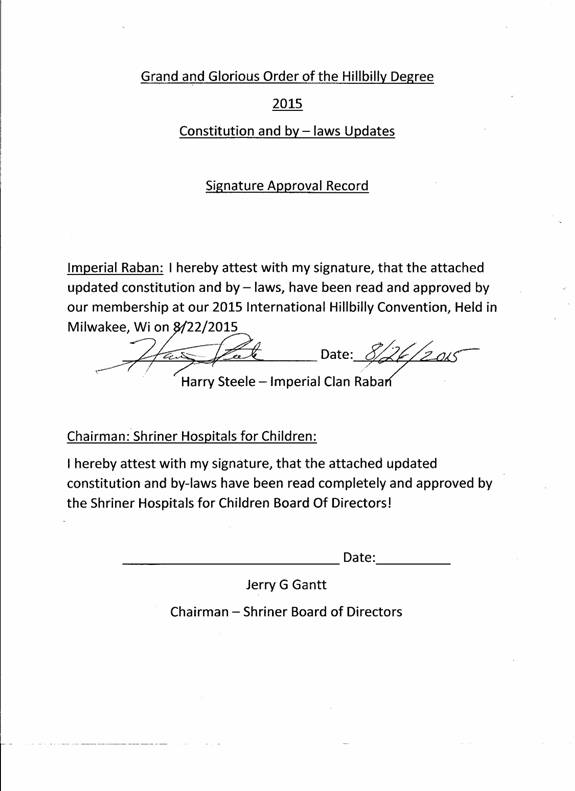 Grand and Glorious Order of the Hillbilly Degree
2015
Constitution and by – laws Updates
Signature Approval Record
Imperial Raban: I hereby attest with my signature, that the attached
updated constitution and by – laws, have been read and approved by
our membership at our 2015 International Hillbilly Convention, Held in
Milwakee, Wi on 8/22/2015
Harry Steele Date: 8/26/2015
Harry Steele – Imperial Clan Raban
Chairman: Shriner Hospitals for Children:
I hereby attest with my signature, that the attached updated
constitution and by-laws have been read completely and approved by
the Shriner Hospitals for Children Board Of Directors!
Date:
Jerry G Gantt
Chairman – Shriner Board of Directors